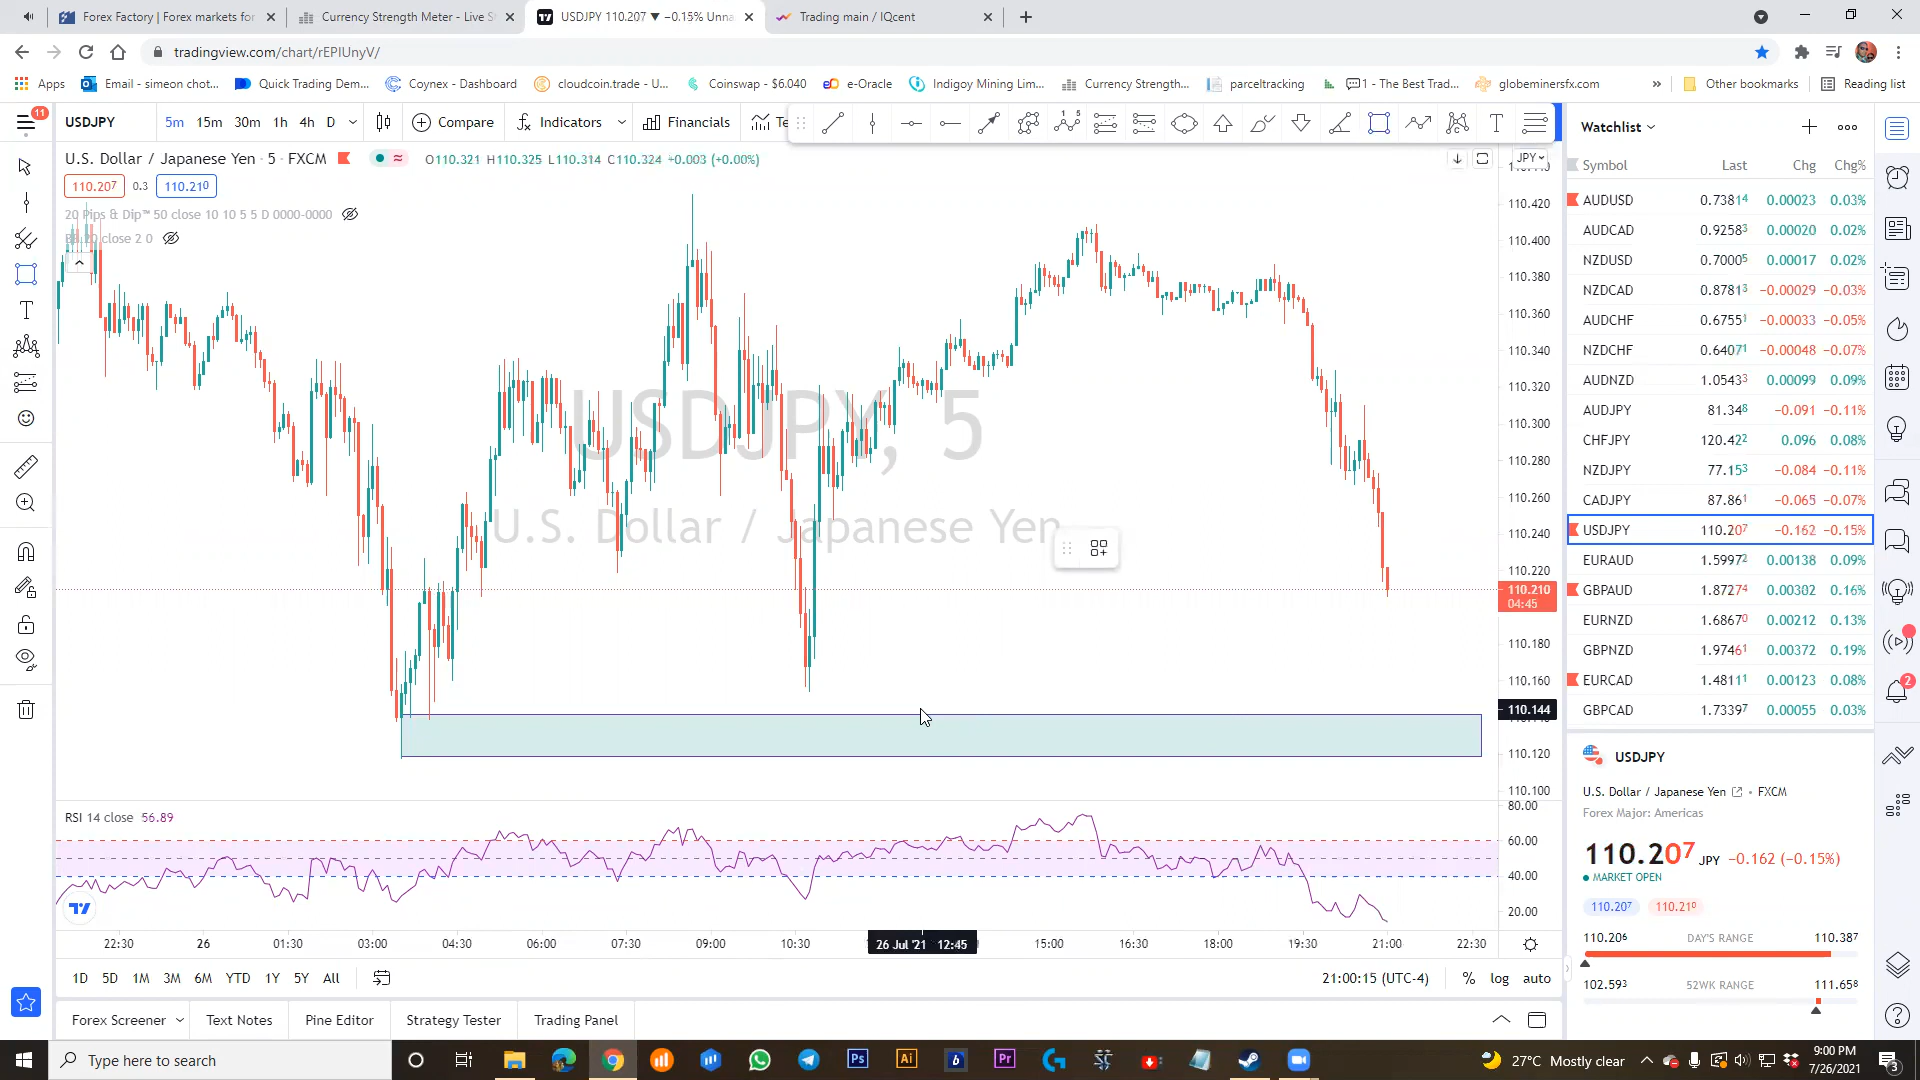 Forex Factory | Forex markets for
Currency Strength Meter - Live S
USDJPY 110.207 ▼ −0.15% Unna
Trading main / IQcent
tradingview.com/chart/rEPIUnyV/
Apps
Email - simeon chot...
Quick Trading Dem...
Coynex - Dashboard
cloudcoin.trade - U...
Coinswap - $6.040
e-Oracle
Indigoy Mining Lim...
Currency Strength...
parceltracking
1 - The Best Trad...
globeminersfx.com
»
Other bookmarks
Reading list
11
USDJPY
5m 15m 30m 1h 4h D
Compare
Indicators
Financials
Te
U.S. Dollar / Japanese Yen · 5 · FXCM
O110.321 H110.325 L110.314 C110.324 +0.003 (+0.00%)
110.207 0.3 110.210
20 Pips & Dip™ 50 close 10 10 5 5 D 0000-0000
BB 20 close 2 0
USDJPY, 5
U.S. Dollar / Japanese Yen
JPY
110.420
110.400
110.380
110.360
110.340
110.320
110.300
110.280
110.260
110.240
110.220
110.210
04:45
110.180
110.160
110.144
110.120
110.100
RSI 14 close 56.89
80.00
60.00
40.00
20.00
22:30 26 01:30 03:00 04:30 06:00 07:30 09:00 10:30 26 Jul '21 12:45 15:00 16:30 18:00 19:30 21:00 22:30
1D 5D 1M 3M 6M YTD 1Y 5Y All
21:00:15 (UTC-4) % log auto
Forex Screener Text Notes Pine Editor Strategy Tester Trading Panel
Watchlist
Symbol Last Chg Chg%
AUDUSD 0.73814 0.00023 0.03%
AUDCAD 0.92583 0.00020 0.02%
NZDUSD 0.70005 0.00017 0.02%
NZDCAD 0.87813 −0.00029 −0.03%
AUDCHF 0.67551 −0.00033 −0.05%
NZDCHF 0.64071 −0.00048 −0.07%
AUDNZD 1.05433 0.00099 0.09%
AUDJPY 81.348 −0.091 −0.11%
CHFJPY 120.422 0.096 0.08%
NZDJPY 77.153 −0.084 −0.11%
CADJPY 87.861 −0.065 −0.07%
USDJPY 110.207 −0.162 −0.15%
EURAUD 1.59972 0.00138 0.09%
GBPAUD 1.87274 0.00302 0.16%
EURNZD 1.68670 0.00212 0.13%
GBPNZD 1.97461 0.00372 0.19%
EURCAD 1.48111 0.00123 0.08%
GBPCAD 1.73397 0.00055 0.03%
2
USDJPY
U.S. Dollar / Japanese Yen · FXCM
Forex Major: Americas
110.207 JPY −0.162 (−0.15%)
MARKET OPEN
110.207 110.210
110.206 DAY'S RANGE 110.387
102.593 52WK RANGE 111.658
Type here to search
27°C Mostly clear
9:00 PM
7/26/2021
3